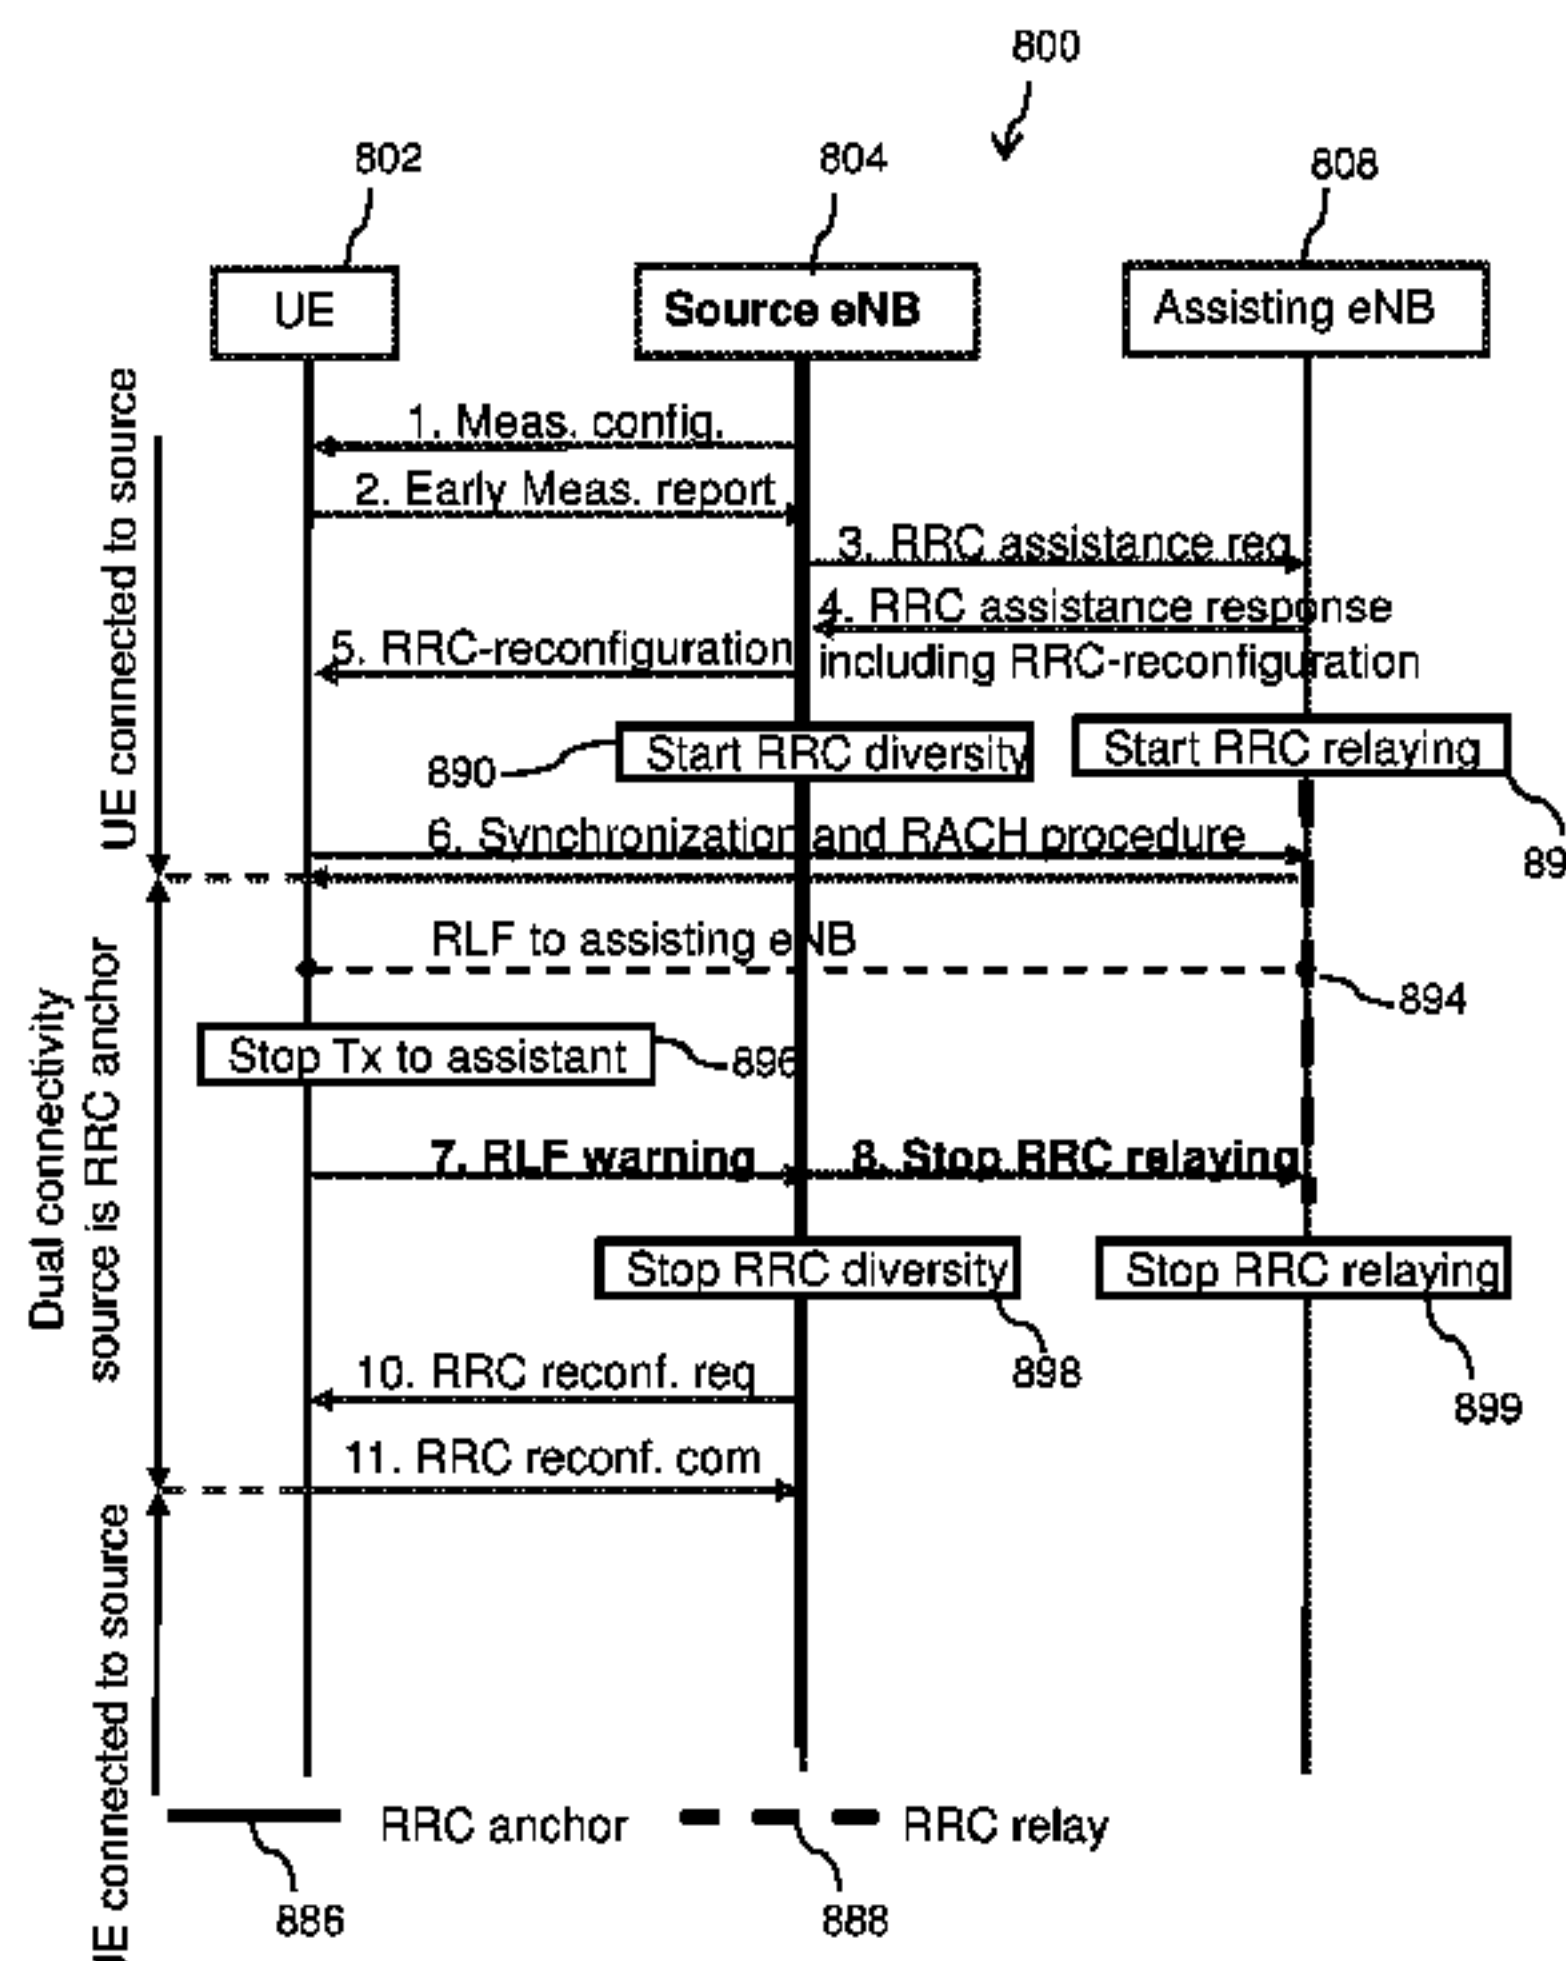 800
802
804
808
UE
Source eNB
Assisting eNB
UE connected to source
1. Meas. config.
2. Early Meas. report
3. RRC assistance req
4. RRC assistance response
including RRC-reconfiguration
5. RRC-reconfiguration
890
Start RRC diversity
Start RRC relaying
89
6. Synchronization and RACH procedure
Dual connectivity
source is RRC anchor
RLF to assisting eNB
894
Stop Tx to assistant
896
7. RLF warning
8. Stop RRC relaying
Stop RRC diversity
Stop RRC relaying
898
899
10. RRC reconf. req
11. RRC reconf. com
UE connected to source
RRC anchor
RRC relay
886
888